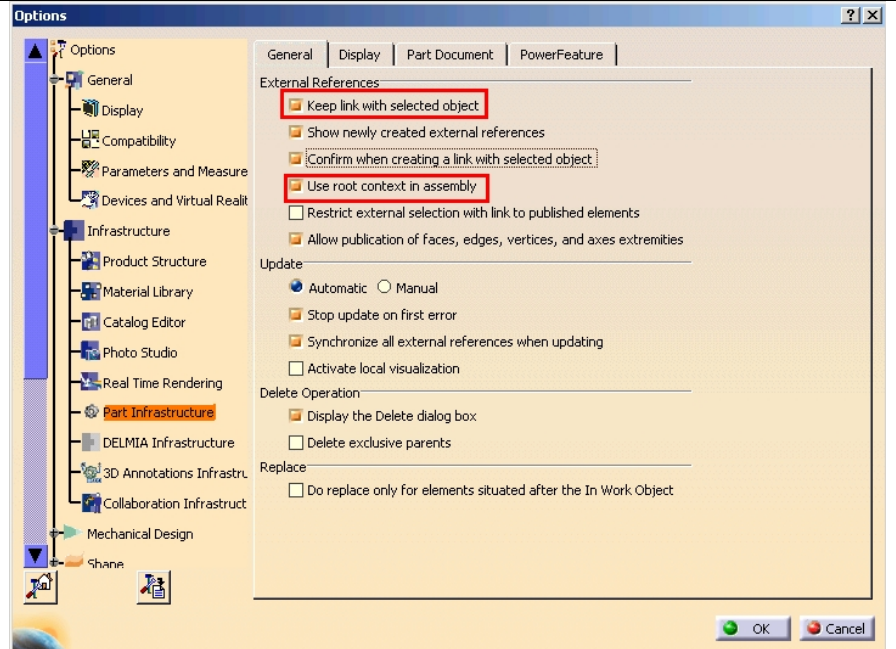 Options
Options
General
Display
Compatibility
Parameters and Measure
Devices and Virtual Realit
Infrastructure
Product Structure
Material Library
Catalog Editor
Photo Studio
Real Time Rendering
Part Infrastructure
DELMIA Infrastructure
3D Annotations Infrastru
Collaboration Infrastruct
Mechanical Design
Shape
General Display Part Document PowerFeature
External References
Keep link with selected object
Show newly created external references
Confirm when creating a link with selected object
Use root context in assembly
Restrict external selection with link to published elements
Allow publication of faces, edges, vertices, and axes extremities
Update
Automatic Manual
Stop update on first error
Synchronize all external references when updating
Activate local visualization
Delete Operation
Display the Delete dialog box
Delete exclusive parents
Replace
Do replace only for elements situated after the In Work Object
OK Cancel